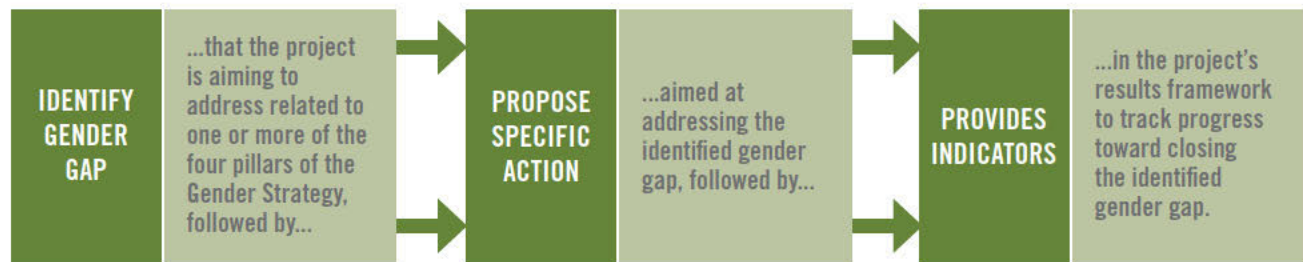 IDENTIFY
GENDER
GAP
...that the project
is aiming to
address related to
one or more of the
four pillars of the
Gender Strategy,
followed by...
PROPOSE
SPECIFIC
ACTION
...aimed at
addressing the
identified gender
gap, followed by...
PROVIDES
INDICATORS
...in the project's
results framework
to track progress
toward closing
the identified
gender gap.